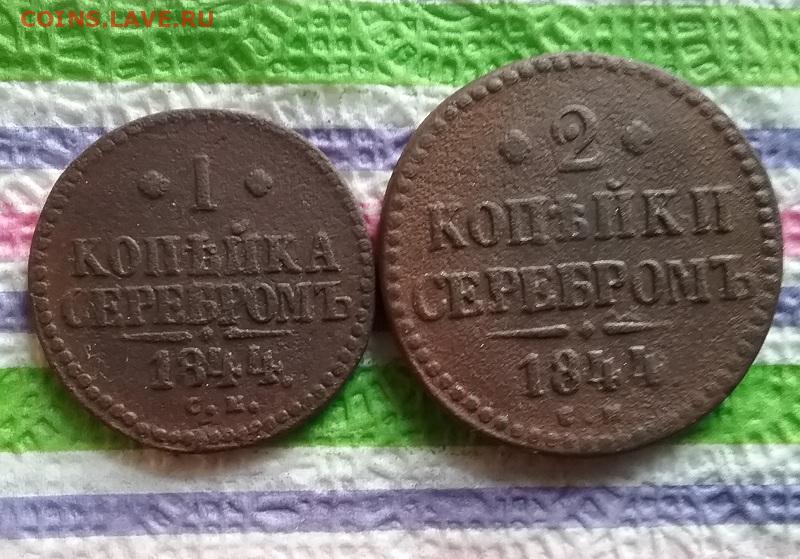 COINS.LAVE.RU
1
КОПѢЙКА
СЕРЕБРОМЪ
1844.
С.М.
2
КОПѢЙКИ
СЕРЕБРОМЪ
1844